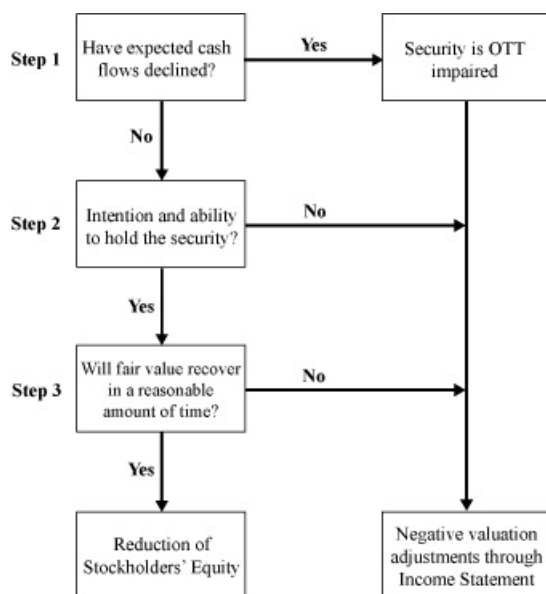 Step 1
Have expected cash
flows declined?
Yes
Security is OTT
impaired
No
Step 2
Intention and ability
to hold the security?
No
Yes
Step 3
Will fair value recover
in a reasonable
amount of time?
No
Yes
Reduction of
Stockholders' Equity
Negative valuation
adjustments through
Income Statement